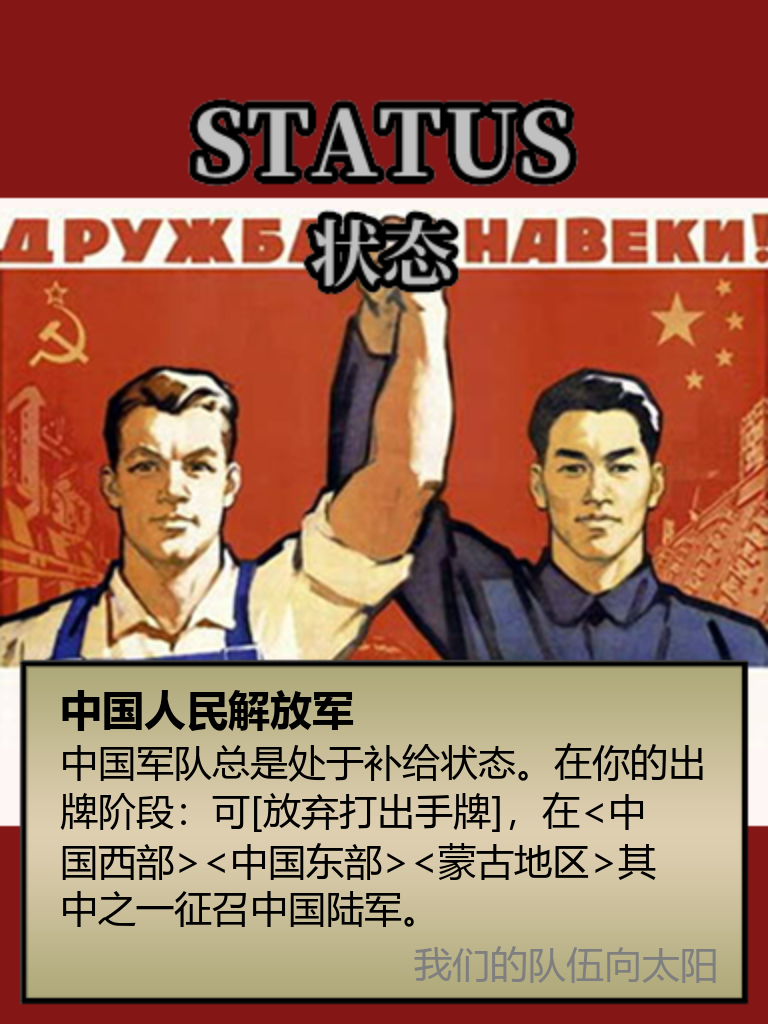 STATUS
状态
ДРУЖБА НАВЕКИ!
中国人民解放军
中国军队总是处于补给状态。在你的出
牌阶段：可[放弃打出手牌]，在<中
国西部><中国东部><蒙古地区>其
中之一征召中国陆军。
我们的队伍向太阳